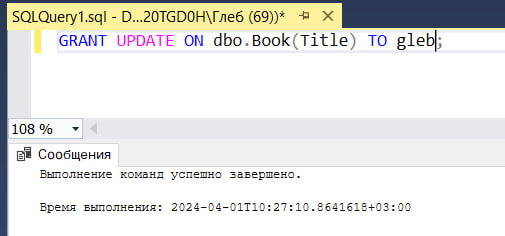 SQLQuery1.sql - D...20TGD0H\Глеб (69))*
GRANT UPDATE ON dbo.Book(Title) TO gleb;
108 %
Сообщения
Выполнение команд успешно завершено.
Время выполнения: 2024-04-01T10:27:10.8641618+03:00